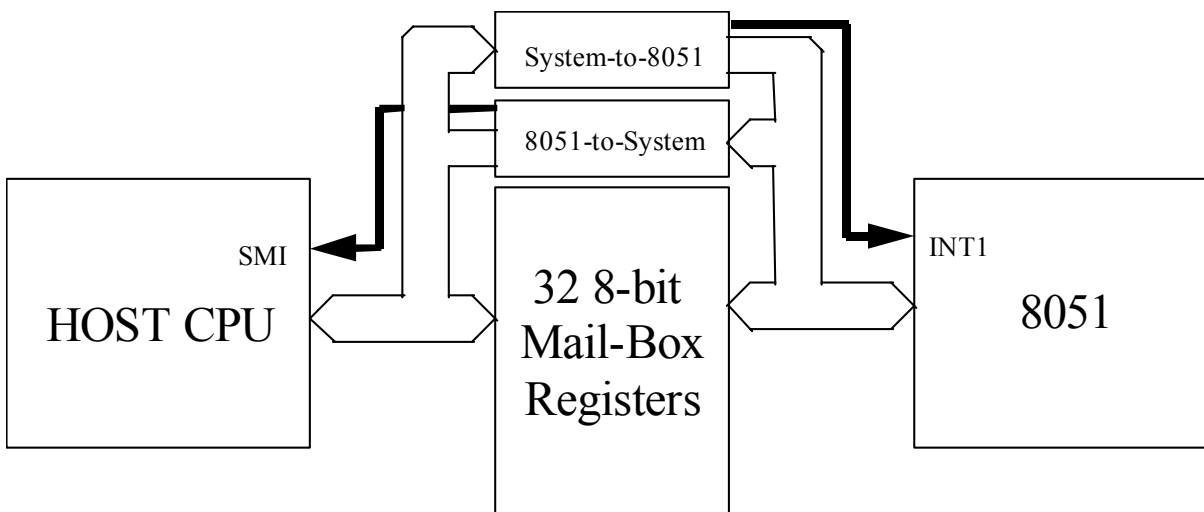 System-to-8051
8051-to-System
SMI
HOST CPU
32 8-bit
Mail-Box
Registers
INT1
8051